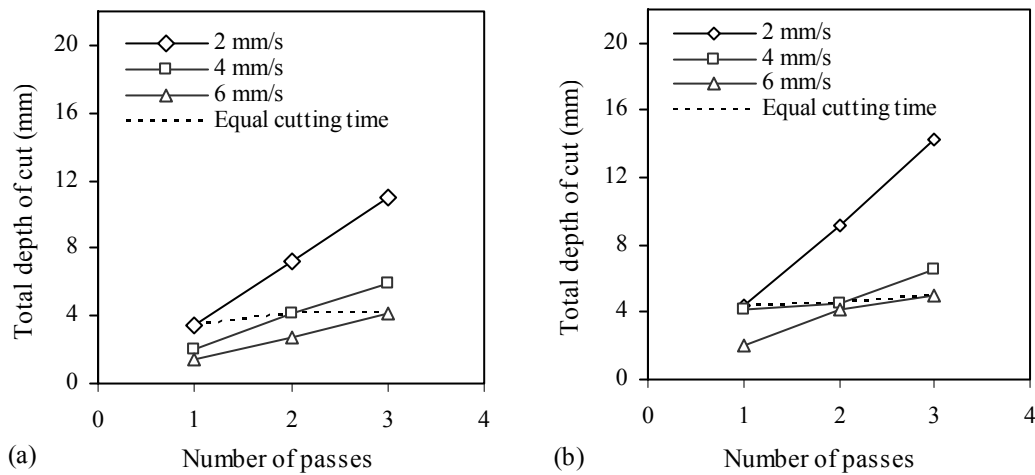 20
16
12
8
4
0
0 1 2 3 4
Total depth of cut (mm)
Number of passes
2 mm/s
4 mm/s
6 mm/s
Equal cutting time
(a)
20
16
12
8
4
0
0 1 2 3 4
Total depth of cut (mm)
Number of passes
2 mm/s
4 mm/s
6 mm/s
Equal cutting time
(b)